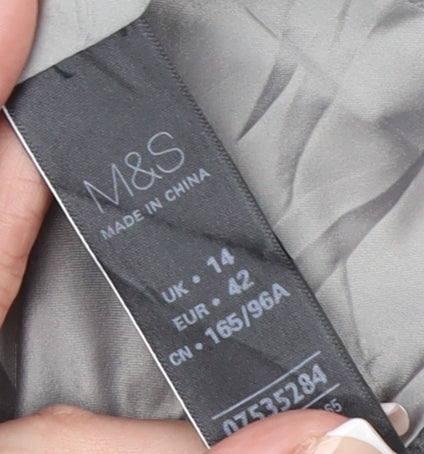 M&S
MADE IN CHINA
UK • 14
EUR • 42
CN • 165/96A
07535284